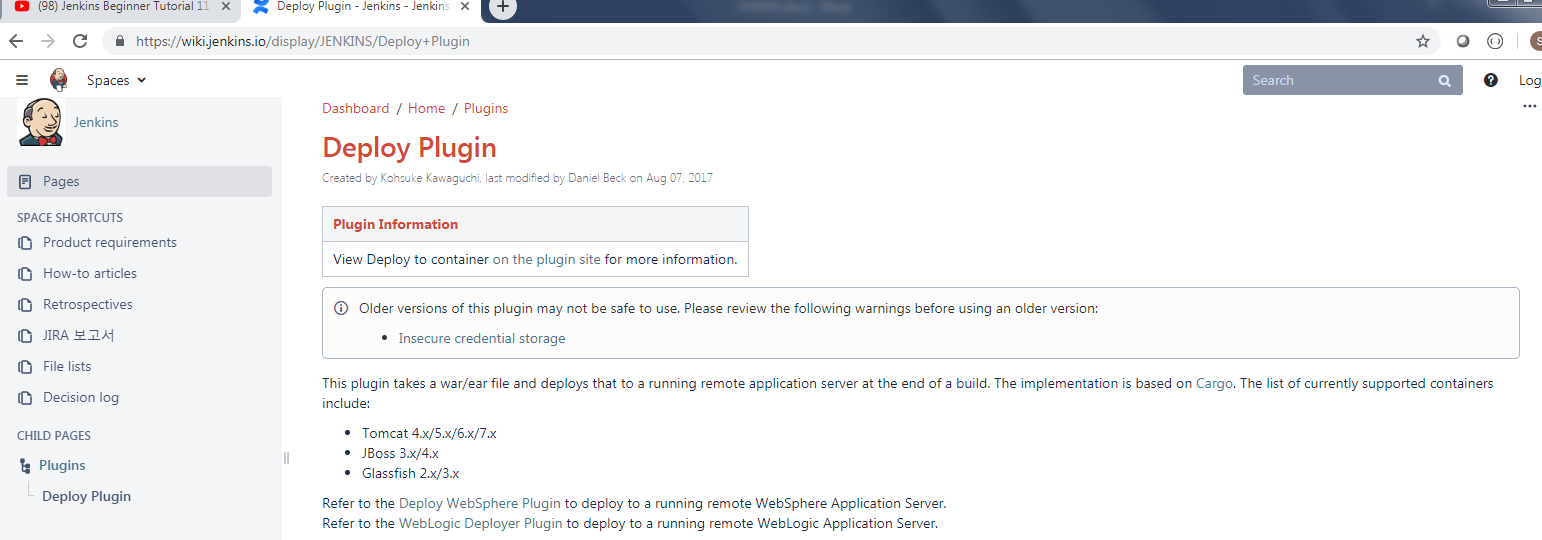 (98) Jenkins Beginner Tutorial 11
Deploy Plugin - Jenkins - Jenkins
https://wiki.jenkins.io/display/JENKINS/Deploy+Plugin
Spaces
Search
Log
Jenkins
Pages
SPACE SHORTCUTS
Product requirements
How-to articles
Retrospectives
JIRA 보고서
File lists
Decision log
CHILD PAGES
Plugins
Deploy Plugin
Dashboard / Home / Plugins
Deploy Plugin
Created by Kohsuke Kawaguchi, last modified by Daniel Beck on Aug 07, 2017
Plugin Information
View Deploy to container on the plugin site for more information.
Older versions of this plugin may not be safe to use. Please review the following warnings before using an older version:
• Insecure credential storage
This plugin takes a war/ear file and deploys that to a running remote application server at the end of a build. The implementation is based on Cargo. The list of currently supported containers
include:
• Tomcat 4.x/5.x/6.x/7.x
• JBoss 3.x/4.x
• Glassfish 2.x/3.x
Refer to the Deploy WebSphere Plugin to deploy to a running remote WebSphere Application Server.
Refer to the WebLogic Deployer Plugin to deploy to a running remote WebLogic Application Server.